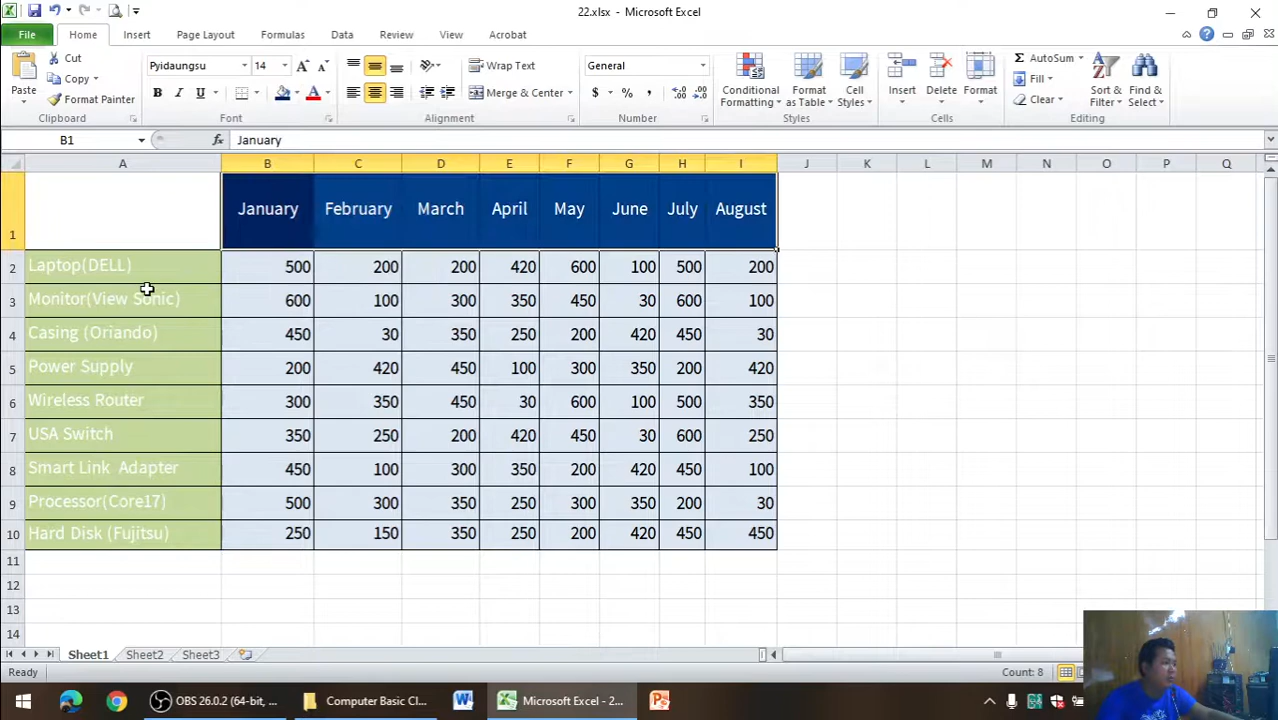 22.xlsx - Microsoft Excel
File Home Insert Page Layout Formulas Data Review View Acrobat
Paste
Cut
Copy
Format Painter
Clipboard
Pyidaungsu 14
B I U
Font
Wrap Text
Merge & Center
Alignment
General
$ % ,
Number
Conditional Formatting
Format as Table
Cell Styles
Styles
Insert Delete Format
Cells
AutoSum
Fill
Clear
Sort & Filter
Find & Select
Editing
B1 fx January
A B C D E F G H I J K L M N O P Q
1 January February March April May June July August
2 Laptop(DELL) 500 200 200 420 600 100 500 200
3 Monitor(View Sonic) 600 100 300 350 450 30 600 100
4 Casing (Oriando) 450 30 350 250 200 420 450 30
5 Power Supply 200 420 450 100 300 350 200 420
6 Wireless Router 300 350 450 30 600 100 500 350
7 USA Switch 350 250 200 420 450 30 600 250
8 Smart Link  Adapter 450 100 300 350 200 420 450 100
9 Processor(Core17) 500 300 350 250 300 350 200 30
10 Hard Disk (Fujitsu) 250 150 350 250 200 420 450 450
11
12
13
14
Sheet1 Sheet2 Sheet3
Ready Count: 8
OBS 26.0.2 (64-bit, ... Computer Basic Cl... Microsoft Excel - 2...